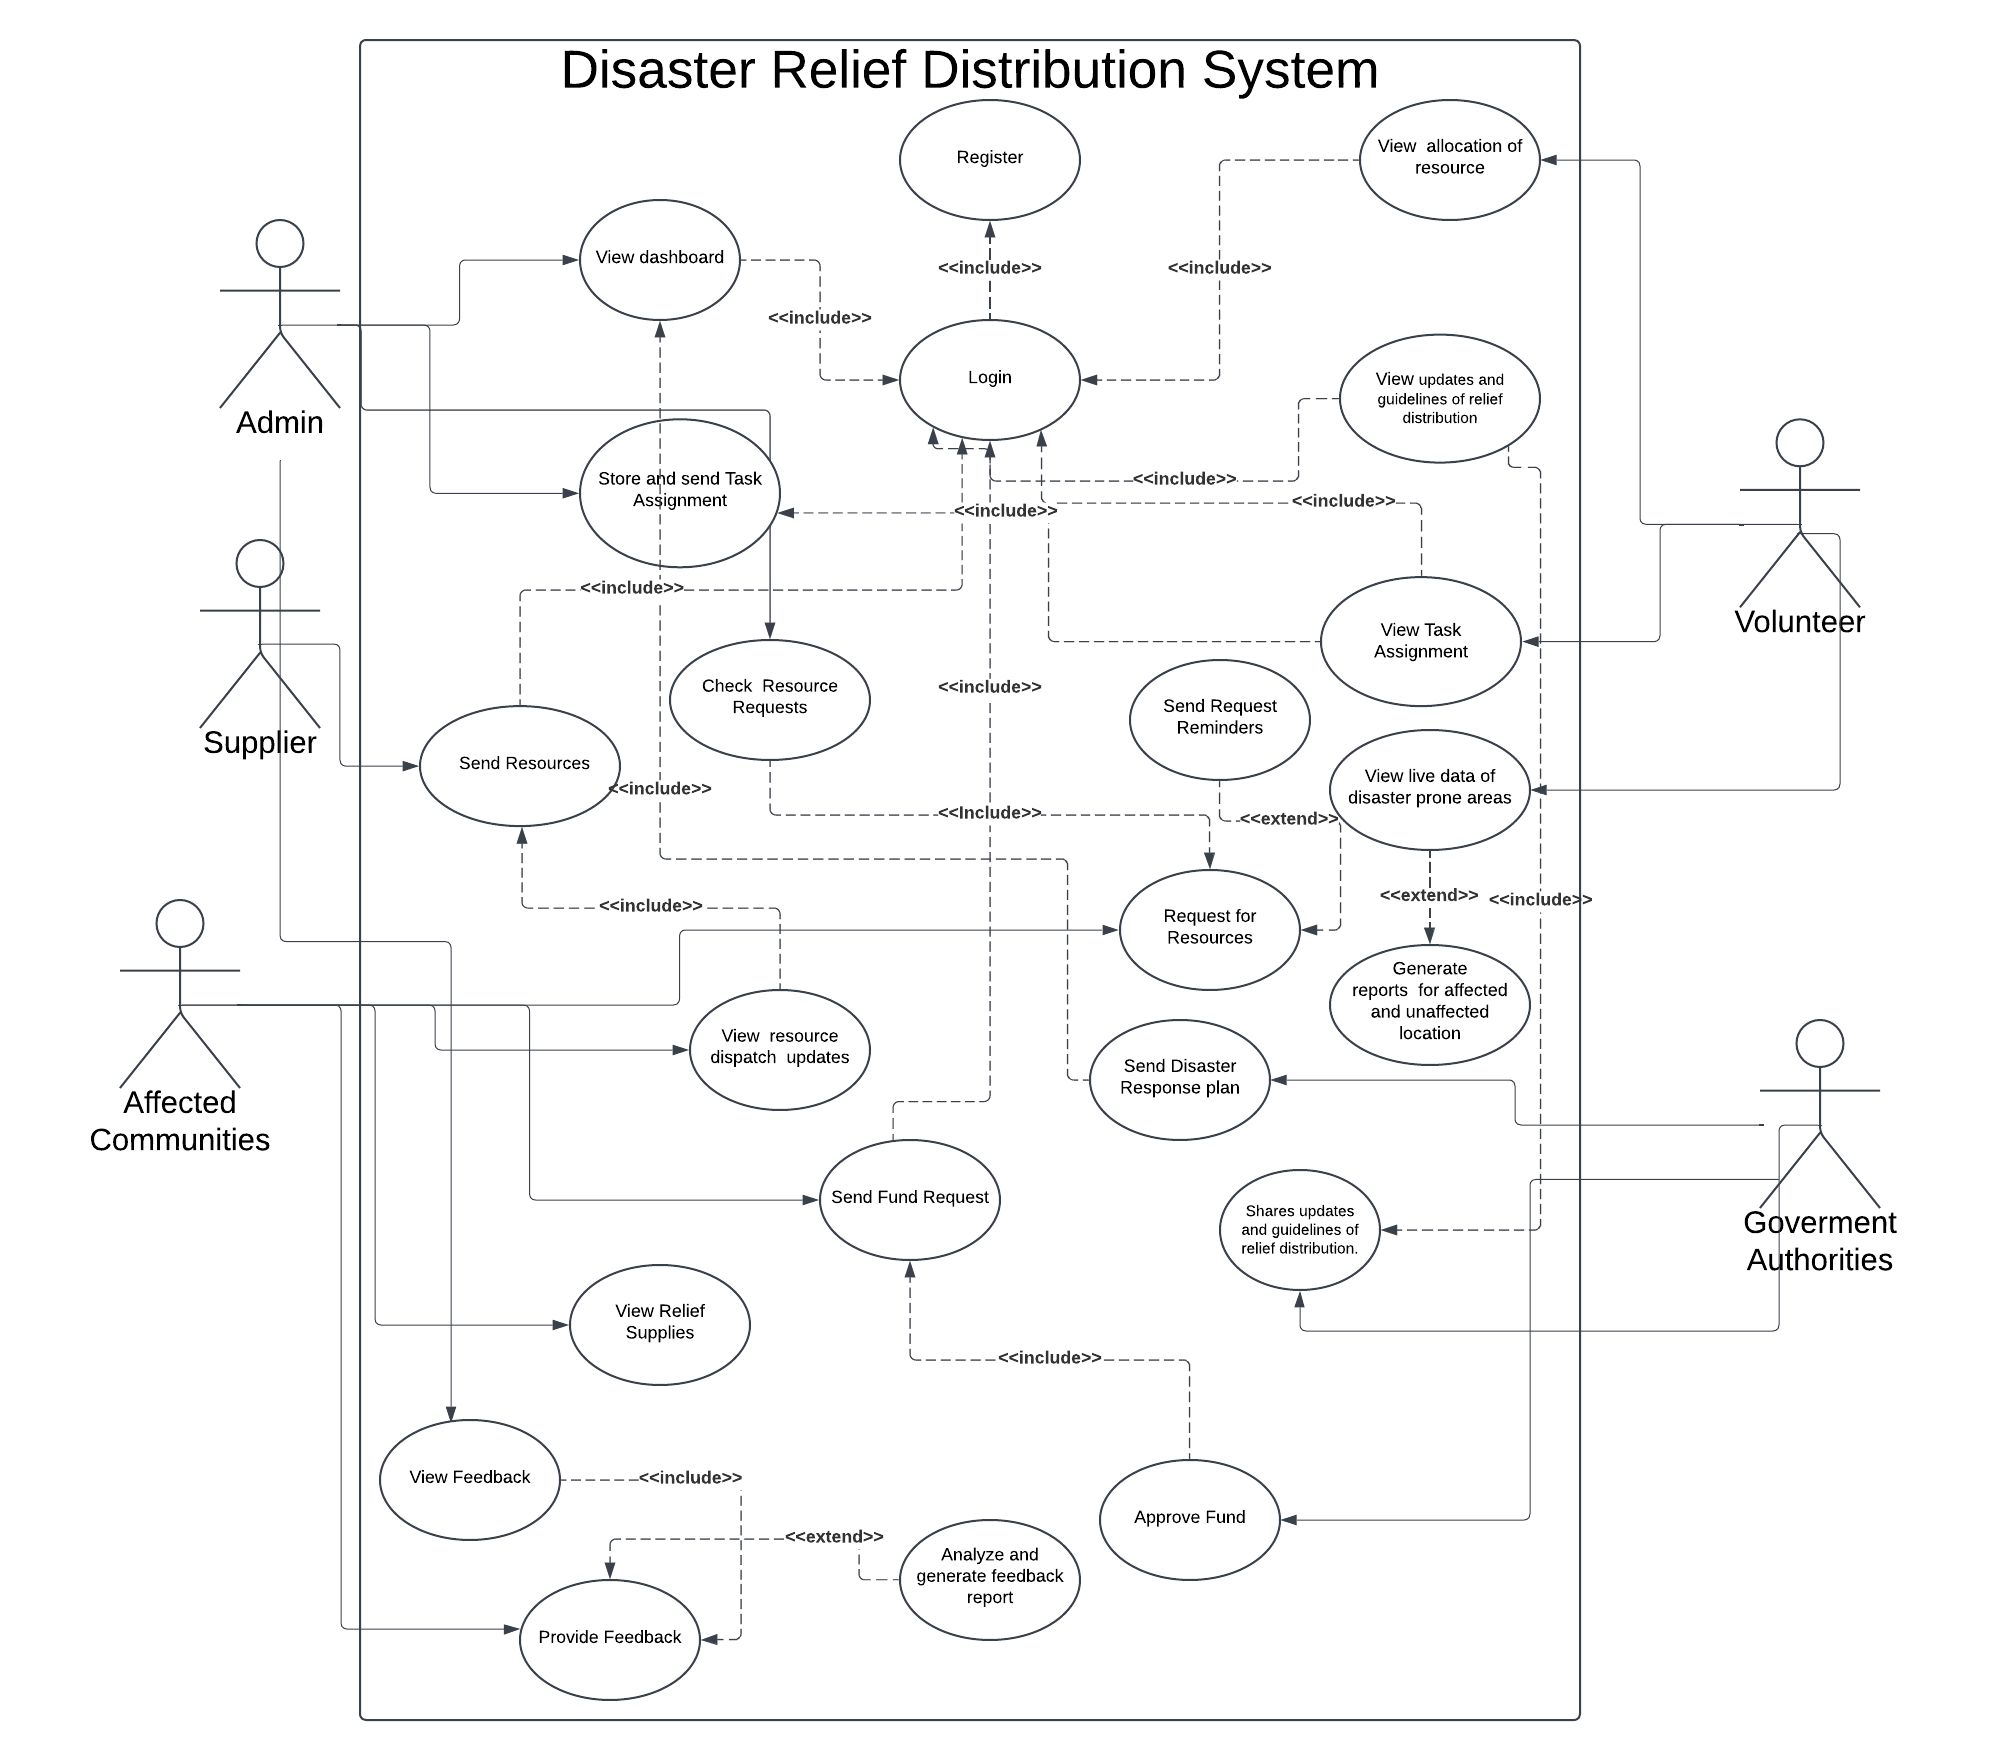 Disaster Relief Distribution System
Register
View allocation of
resource
View dashboard
<<include>>
<<include>>
<<include>>
Login
View updates and
guidelines of relief
distribution
Admin
Store and send Task
Assignment
<<include>>
<<include>>
<<include>>
<<include>>
Volunteer
View Task
Assignment
Check Resource
Requests
<<include>>
Send Request
Reminders
Supplier
Send Resources
<<include>>
View live data of
disaster prone areas
<<Include>>
<<extend>>
<<include>>
<<extend>>
<<include>>
Request for
Resources
Generate
reports for affected
and unaffected
location
View resource
dispatch updates
Send Disaster
Response plan
Affected
Communities
Send Fund Request
Shares updates
and guidelines of
relief distribution.
Goverment
Authorities
View Relief
Supplies
<<include>>
View Feedback
<<include>>
Approve Fund
<<extend>>
Analyze and
generate feedback
report
Provide Feedback